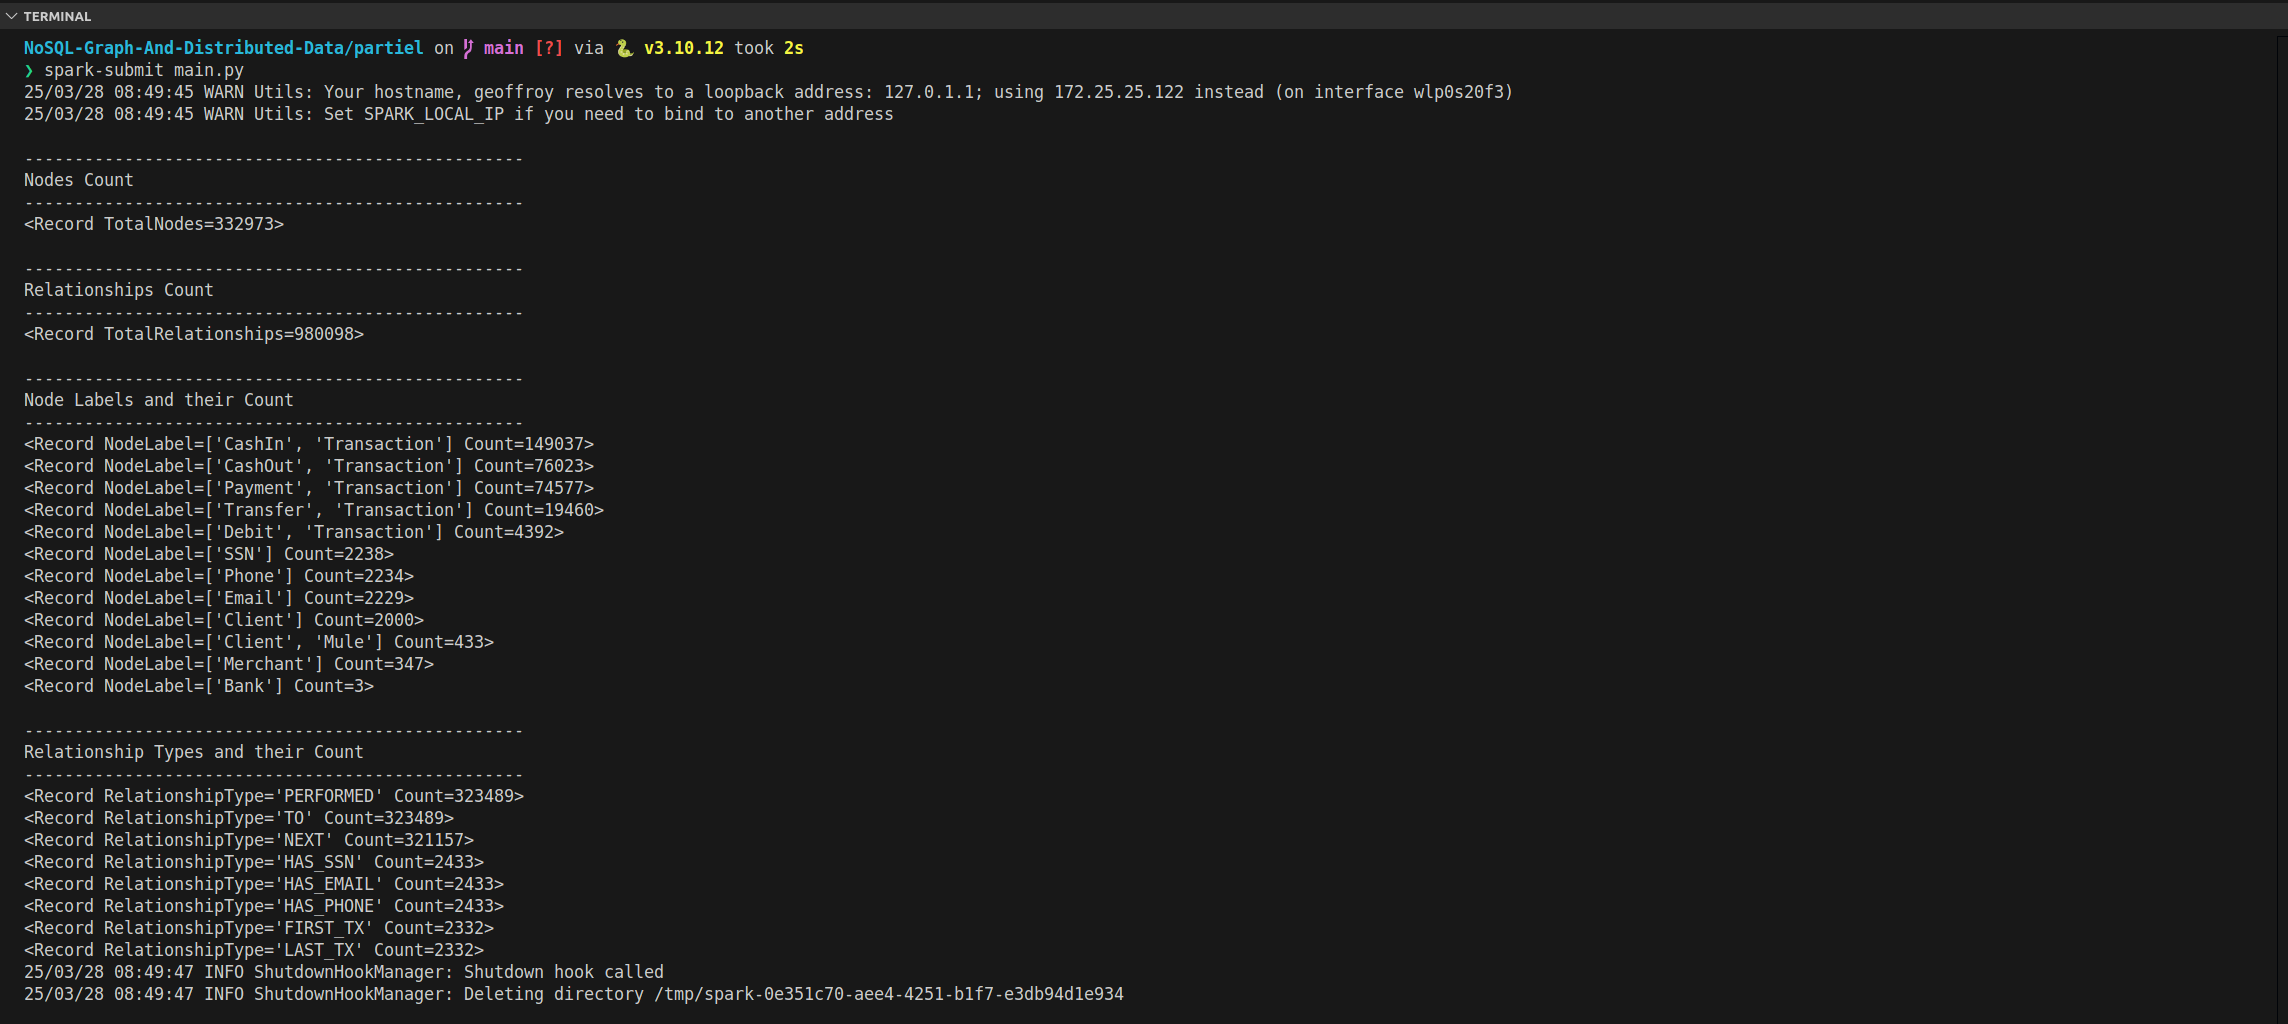 TERMINAL
NoSQL-Graph-And-Distributed-Data/partiel on main [?] via 🐍 v3.10.12 took 2s
❯ spark-submit main.py
25/03/28 08:49:45 WARN Utils: Your hostname, geoffroy resolves to a loopback address: 127.0.1.1; using 172.25.25.122 instead (on interface wlp0s20f3)
25/03/28 08:49:45 WARN Utils: Set SPARK_LOCAL_IP if you need to bind to another address
--------------------------------------------------
Nodes Count
--------------------------------------------------
<Record TotalNodes=332973>
--------------------------------------------------
Relationships Count
--------------------------------------------------
<Record TotalRelationships=980098>
--------------------------------------------------
Node Labels and their Count
--------------------------------------------------
<Record NodeLabel=['CashIn', 'Transaction'] Count=149037>
<Record NodeLabel=['CashOut', 'Transaction'] Count=76023>
<Record NodeLabel=['Payment', 'Transaction'] Count=74577>
<Record NodeLabel=['Transfer', 'Transaction'] Count=19460>
<Record NodeLabel=['Debit', 'Transaction'] Count=4392>
<Record NodeLabel=['SSN'] Count=2238>
<Record NodeLabel=['Phone'] Count=2234>
<Record NodeLabel=['Email'] Count=2229>
<Record NodeLabel=['Client'] Count=2000>
<Record NodeLabel=['Client', 'Mule'] Count=433>
<Record NodeLabel=['Merchant'] Count=347>
<Record NodeLabel=['Bank'] Count=3>
--------------------------------------------------
Relationship Types and their Count
--------------------------------------------------
<Record RelationshipType='PERFORMED' Count=323489>
<Record RelationshipType='TO' Count=323489>
<Record RelationshipType='NEXT' Count=321157>
<Record RelationshipType='HAS_SSN' Count=2433>
<Record RelationshipType='HAS_EMAIL' Count=2433>
<Record RelationshipType='HAS_PHONE' Count=2433>
<Record RelationshipType='FIRST_TX' Count=2332>
<Record RelationshipType='LAST_TX' Count=2332>
25/03/28 08:49:47 INFO ShutdownHookManager: Shutdown hook called
25/03/28 08:49:47 INFO ShutdownHookManager: Deleting directory /tmp/spark-0e351c70-aee4-4251-b1f7-e3db94d1e934